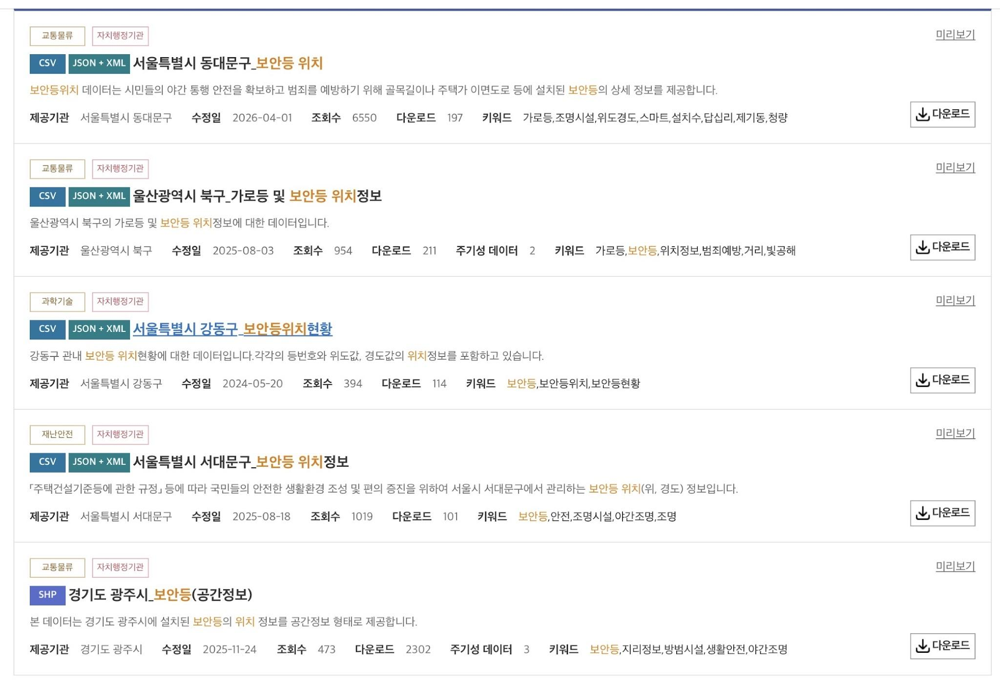 교통물류 자치행정기관 미리보기
CSV JSON + XML 서울특별시 동대문구_보안등 위치
보안등위치 데이터는 시민들의 야간 통행 안전을 확보하고 범죄를 예방하기 위해 골목길이나 주택가 이면도로 등에 설치된 보안등의 상세 정보를 제공합니다.
제공기관 서울특별시 동대문구 수정일 2026-04-01 조회수 6550 다운로드 197 키워드 가로등,조명시설,위도경도,스마트,설치수,답십리,제기동,청량 다운로드
교통물류 자치행정기관 미리보기
CSV JSON + XML 울산광역시 북구_가로등 및 보안등 위치정보
울산광역시 북구의 가로등 및 보안등 위치정보에 대한 데이터입니다.
제공기관 울산광역시 북구 수정일 2025-08-03 조회수 954 다운로드 211 주기성 데이터 2 키워드 가로등,보안등,위치정보,범죄예방,거리,빛공해 다운로드
과학기술 자치행정기관 미리보기
CSV JSON + XML 서울특별시 강동구_보안등위치현황
강동구 관내 보안등 위치현황에 대한 데이터입니다.각각의 등번호와 위도값, 경도값의 위치정보를 포함하고 있습니다.
제공기관 서울특별시 강동구 수정일 2024-05-20 조회수 394 다운로드 114 키워드 보안등,보안등위치,보안등현황 다운로드
재난안전 자치행정기관 미리보기
CSV JSON + XML 서울특별시 서대문구_보안등 위치정보
「주택건설기준등에 관한 규정」 등에 따라 국민들의 안전한 생활환경 조성 및 편의 증진을 위하여 서울시 서대문구에서 관리하는 보안등 위치(위, 경도) 정보입니다.
제공기관 서울특별시 서대문구 수정일 2025-08-18 조회수 1019 다운로드 101 키워드 보안등,안전,조명시설,야간조명,조명 다운로드
교통물류 자치행정기관 미리보기
SHP 경기도 광주시_보안등(공간정보)
본 데이터는 경기도 광주시에 설치된 보안등의 위치 정보를 공간정보 형태로 제공합니다.
제공기관 경기도 광주시 수정일 2025-11-24 조회수 473 다운로드 2302 주기성 데이터 3 키워드 보안등,지리정보,방범시설,생활안전,야간조명 다운로드